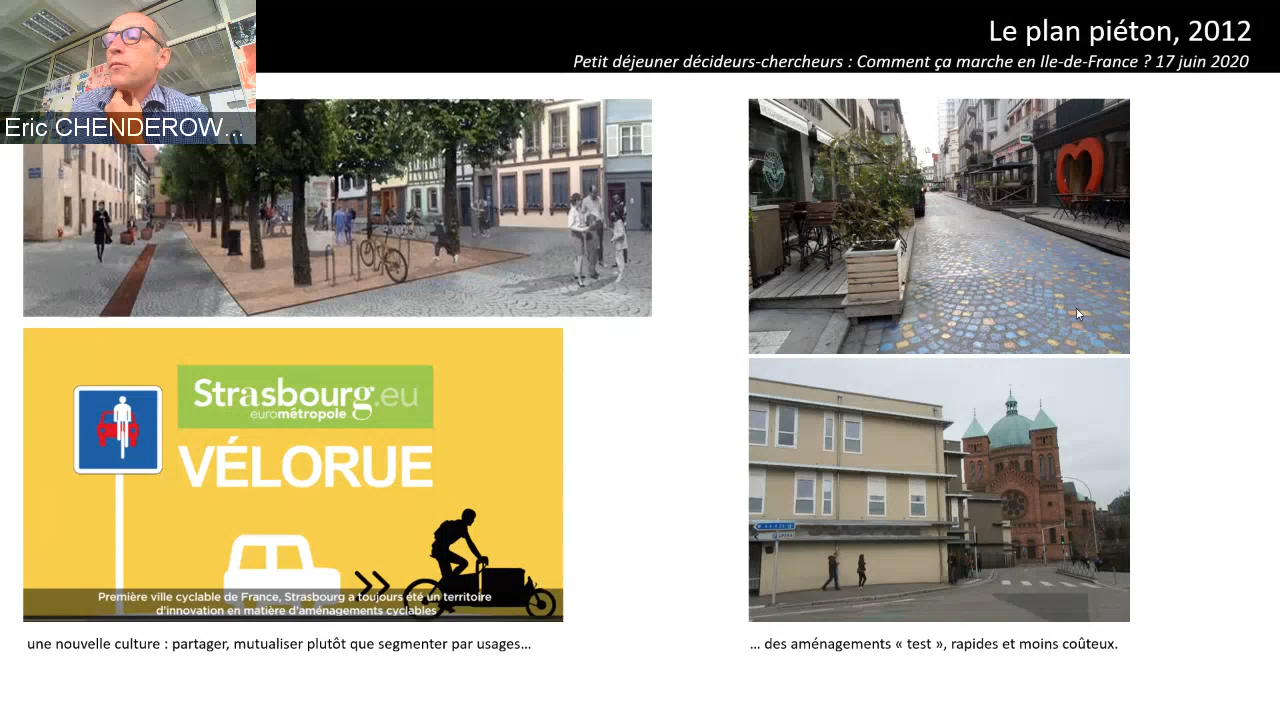 Le plan piéton, 2012
Petit déjeuner décideurs-chercheurs : Comment ça marche en Ile-de-France ? 17 juin 2020
Eric CHENDEROW...
Strasbourg.eu
eurométropole
VÉLORUE
Première ville cyclable de France, Strasbourg a toujours été un territoire
d'innovation en matière d'aménagements cyclables
une nouvelle culture : partager, mutualiser plutôt que segmenter par usages...
... des aménagements « test », rapides et moins coûteux.